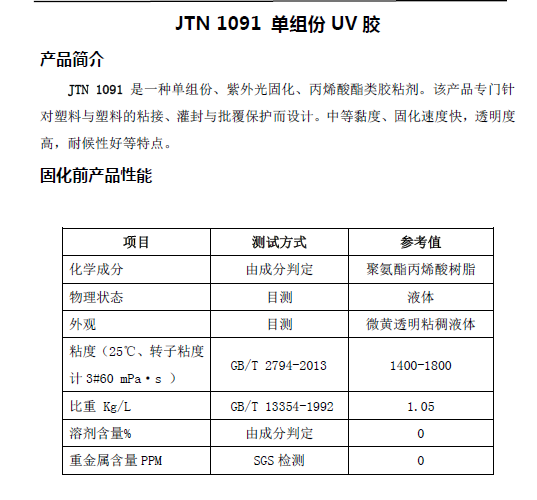 JTN 1091 单组份 UV 胶
产品简介
JTN 1091 是一种单组份、紫外光固化、丙烯酸酯类胶粘剂。该产品专门针
对塑料与塑料的粘接、灌封与批覆保护而设计。中等黏度、固化速度快，透明度
高，耐候性好等特点。
固化前产品性能
项目 测试方式 参考值
化学成分 由成分判定 聚氨酯丙烯酸树脂
物理状态 目测 液体
外观 目测 微黄透明粘稠液体
粘度（25℃、转子粘度
计 3#60 mPa·s ） GB/T 2794-2013 1400-1800
比重 Kg/L GB/T 13354-1992 1.05
溶剂含量% 由成分判定 0
重金属含量 PPM SGS 检测 0